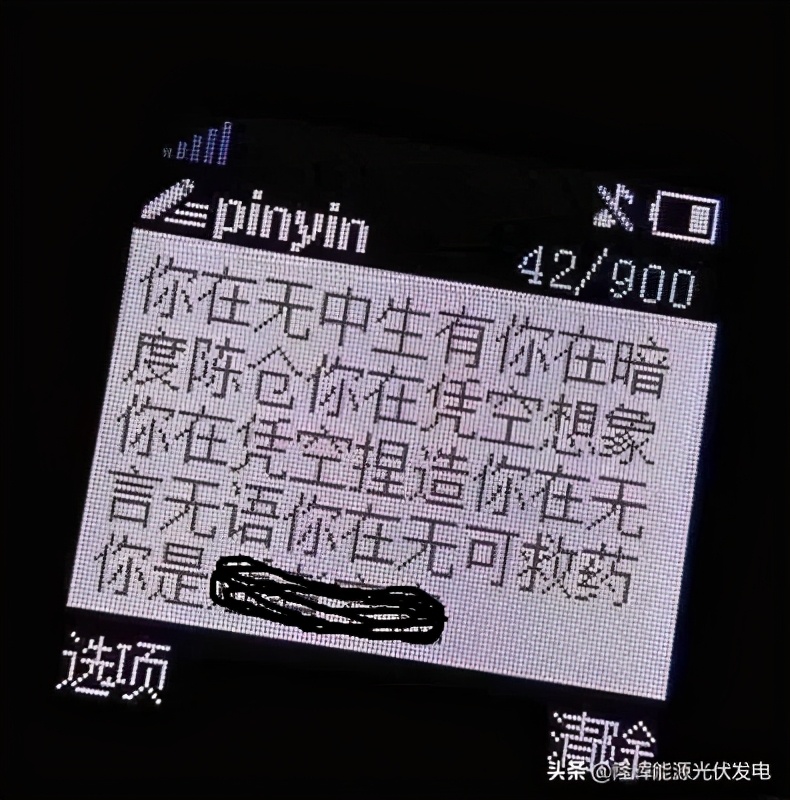 pinyin
42/900
你在无中生有你在暗
度陈仓你在凭空想象
你在凭空捏造你在无
言无语你在无可救药
你是
选项
清除
头条 @隆辉能源光伏发电